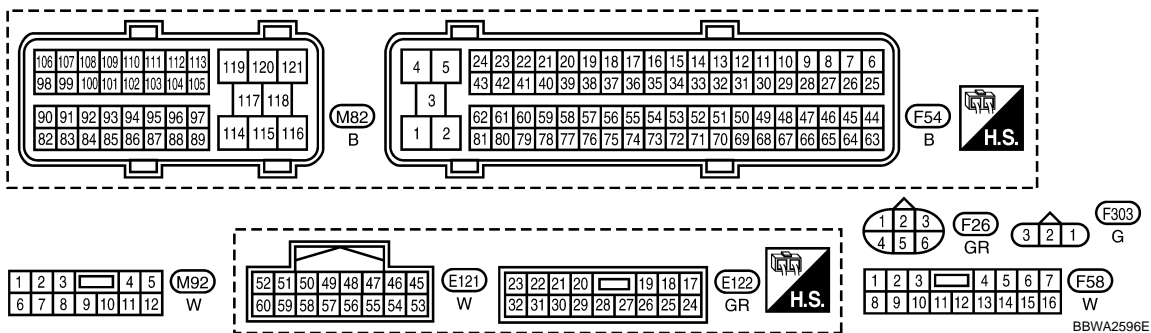 106 107 108 109 110 111 112 113
98 99 100 101 102 103 104 105
90 91 92 93 94 95 96 97
82 83 84 85 86 87 88 89
119 120 121
117 118
114 115 116
M82
B
4 5
3
1 2
24 23 22 21 20 19 18 17 16 15 14 13 12 11 10 9 8 7 6
43 42 41 40 39 38 37 36 35 34 33 32 31 30 29 28 27 26 25
62 61 60 59 58 57 56 55 54 53 52 51 50 49 48 47 46 45 44
81 80 79 78 77 76 75 74 73 72 71 70 69 68 67 66 65 64 63
F54
B
H.S.
1 2 3 4 5
6 7 8 9 10 11 12
M92
W
52 51 50 49 48 47 46 45
60 59 58 57 56 55 54 53
E121
W
23 22 21 20 19 18 17
32 31 30 29 28 27 26 25 24
E122
GR
H.S.
1 2 3
4 5 6
F26
GR
3 2 1
F303
G
1 2 3 4 5 6 7
8 9 10 11 12 13 14 15 16
F58
W
BBWA2596E